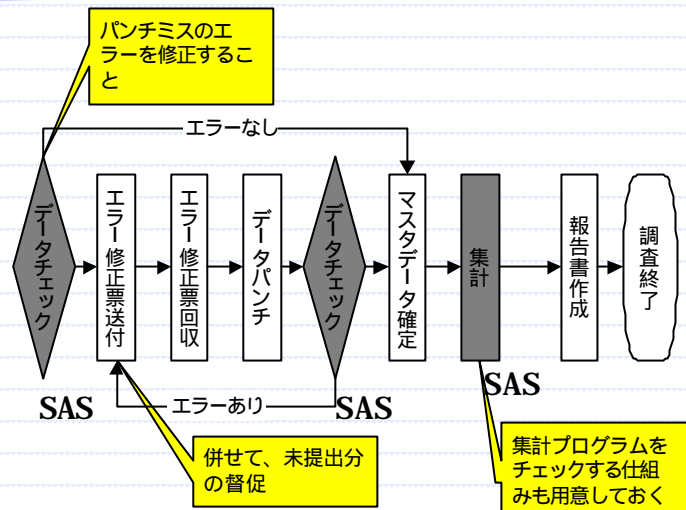 パンチミスのエ
ラーを修正するこ
と
エラーなし
データチェック
エラー修正票送付
エラー修正票回収
データパンチ
データチェック
マスタデータ確定
集計
報告書作成
調査終了
SAS
エラーあり
SAS
SAS
併せて、未提出分
の督促
集計プログラムを
チェックする仕組
みも用意しておく